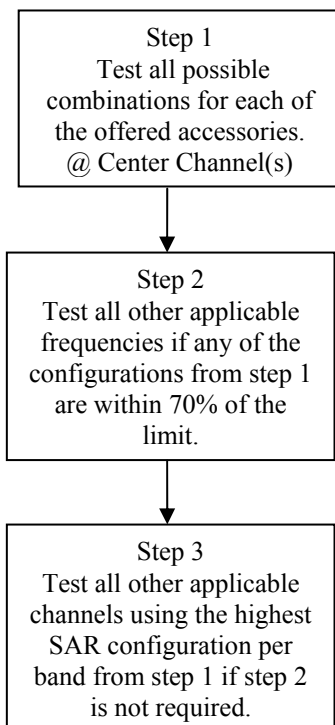 Step 1
Test all possible
combinations for each of
the offered accessories.
@ Center Channel(s)
Step 2
Test all other applicable
frequencies if any of the
configurations from step 1
are within 70% of the
limit.
Step 3
Test all other applicable
channels using the highest
SAR configuration per
band from step 1 if step 2
is not required.